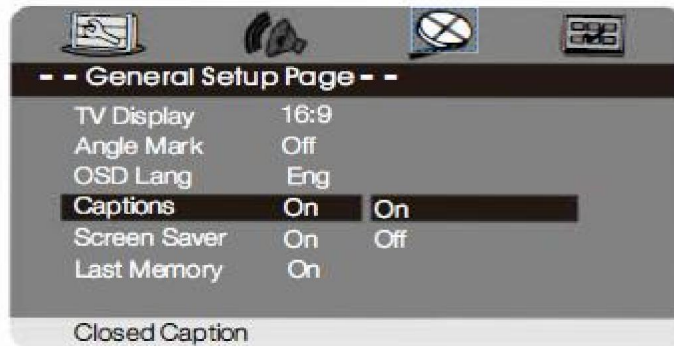 - - General Setup Page - -
TV Display 16:9
Angle Mark Off
OSD Lang Eng
Captions On On
Screen Saver On Off
Last Memory On
Closed Caption